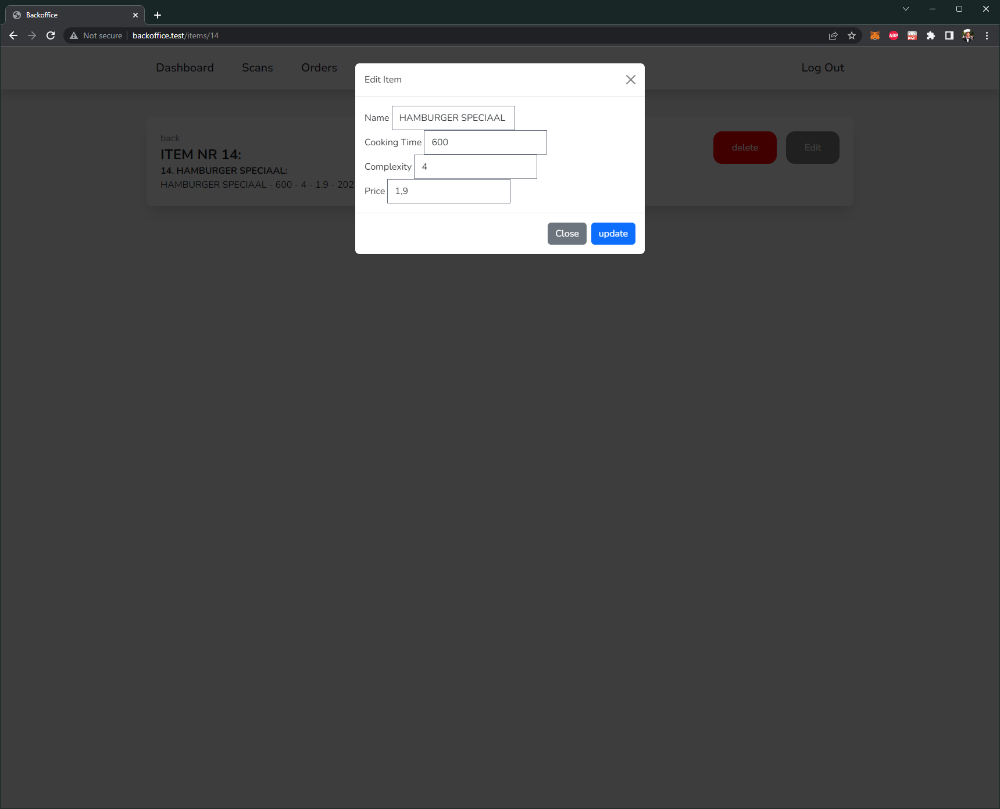 Backoffice
Not secure backoffice.test/items/14
ABP
LOGIN
Dashboard Scans Orders Log Out
Edit Item
Name HAMBURGER SPECIAAL
Cooking Time 600
Complexity 4
Price 1,9
Close update
back
ITEM NR 14:
14. HAMBURGER SPECIAAL:
HAMBURGER SPECIAAL - 600 - 4 - 1.9 - 202
delete Edit